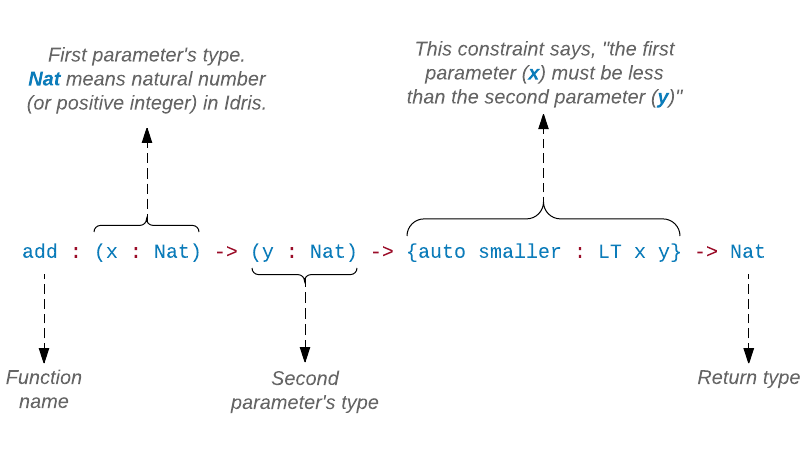 First parameter's type.
Nat means natural number
(or positive integer) in Idris.
This constraint says, "the first
parameter (x) must be less
than the second parameter (y)"
add : (x : Nat) -> (y : Nat) -> {auto smaller : LT x y} -> Nat
Function
name
Second
parameter's type
Return type